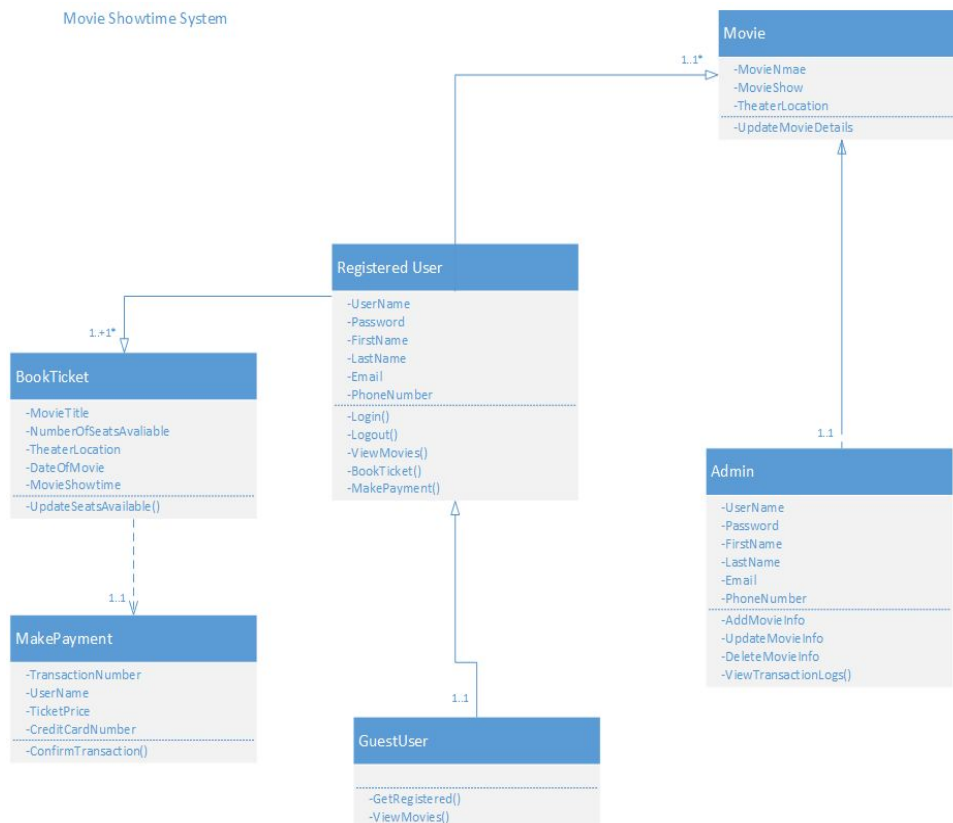 Movie Showtime System
Movie
-MovieNmae
-MovieShow
-TheaterLocation
-UpdateMovieDetails
1..1*
Registered User
-UserName
-Password
-FirstName
-LastName
-Email
-PhoneNumber
-Login()
-Logout()
-ViewMovies()
-BookTicket()
-MakePayment()
1..+1*
BookTicket
-MovieTitle
-NumberOfSeatsAvaliable
-TheaterLocation
-DateOfMovie
-MovieShowtime
-UpdateSeatsAvailable()
1..1
Admin
-UserName
-Password
-FirstName
-LastName
-Email
-PhoneNumber
-AddMovieInfo
-UpdateMovieInfo
-DeleteMovieInfo
-ViewTransactionLogs()
1..1
MakePayment
-TransactionNumber
-UserName
-TicketPrice
-CreditCardNumber
-ConfirmTransaction()
1..1
GuestUser
-GetRegistered()
-ViewMovies()